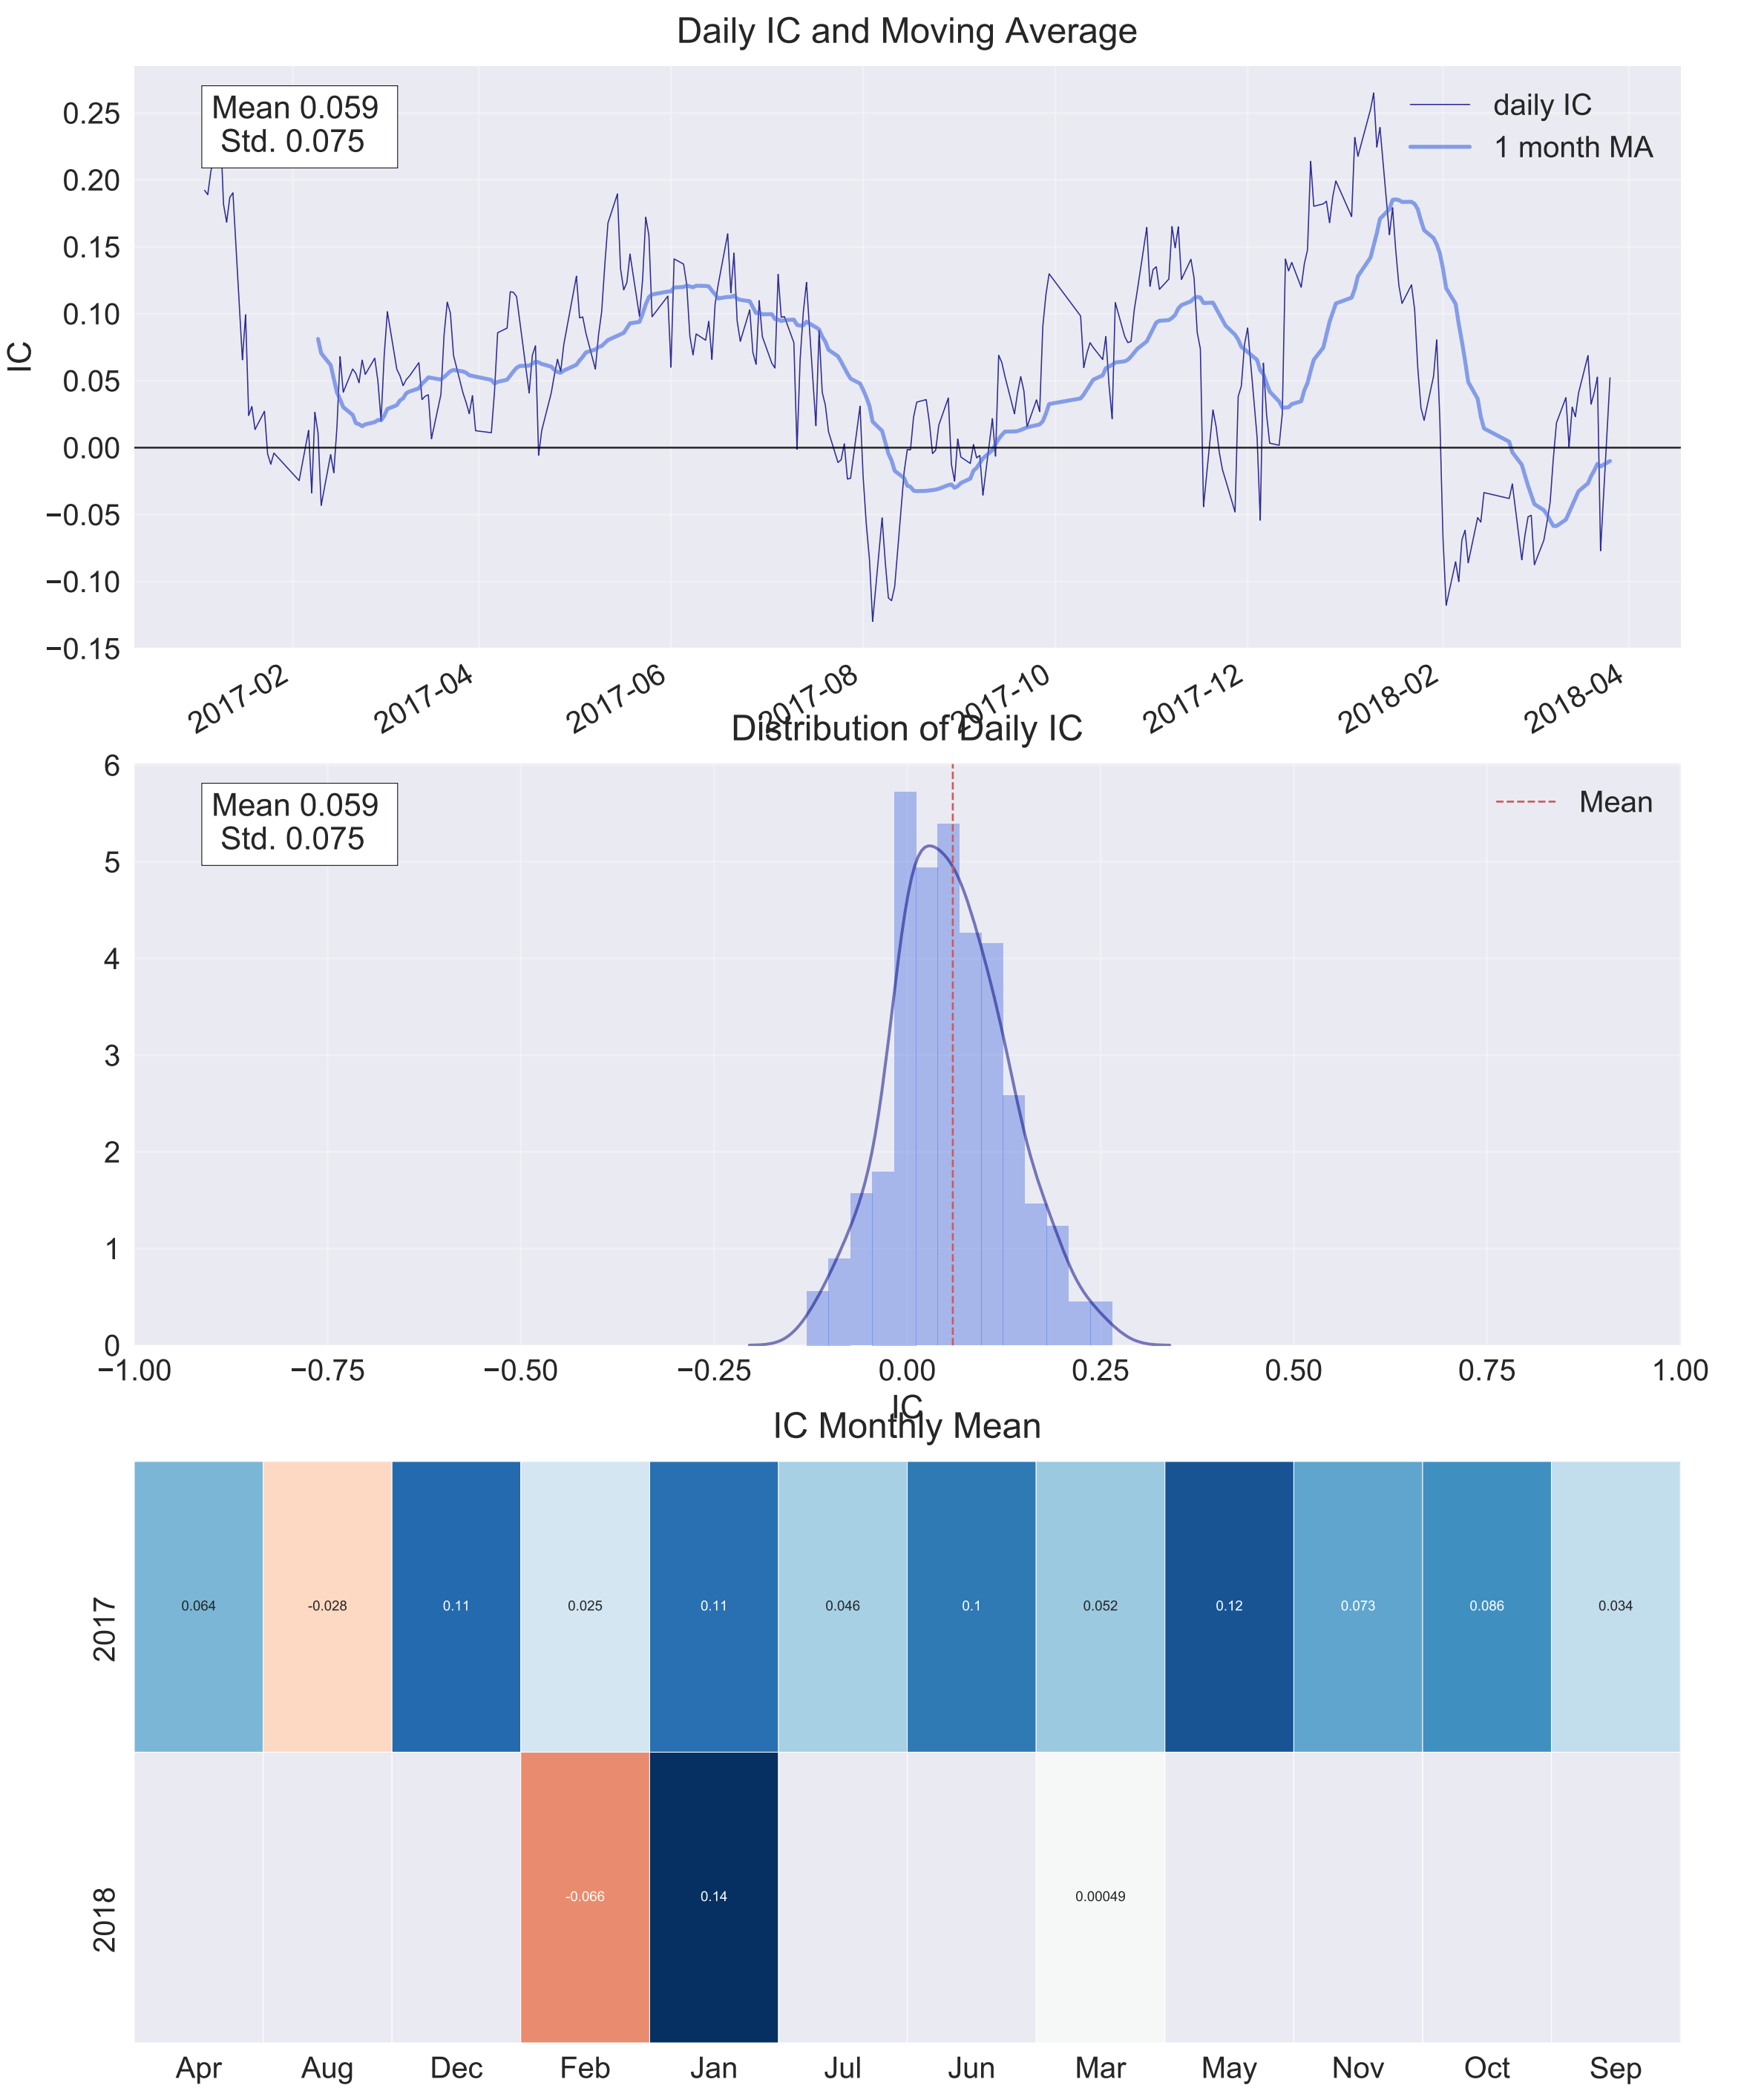 Daily IC and Moving Average
Mean 0.059
Std. 0.075
daily IC
1 month MA
IC
0.25
0.20
0.15
0.10
0.05
0.00
−0.05
−0.10
−0.15
2017-02 2017-04 2017-06 2017-08 2017-10 2017-12 2018-02 2018-04
Distribution of Daily IC
Mean 0.059
Std. 0.075
Mean
6
5
4
3
2
1
0
−1.00 −0.75 −0.50 −0.25 0.00 0.25 0.50 0.75 1.00
IC
IC Monthly Mean
2017
0.064 -0.028 0.11 0.025 0.11 0.046 0.1 0.052 0.12 0.073 0.086 0.034
2018
-0.066 0.14 0.00049
Apr Aug Dec Feb Jan Jul Jun Mar May Nov Oct Sep